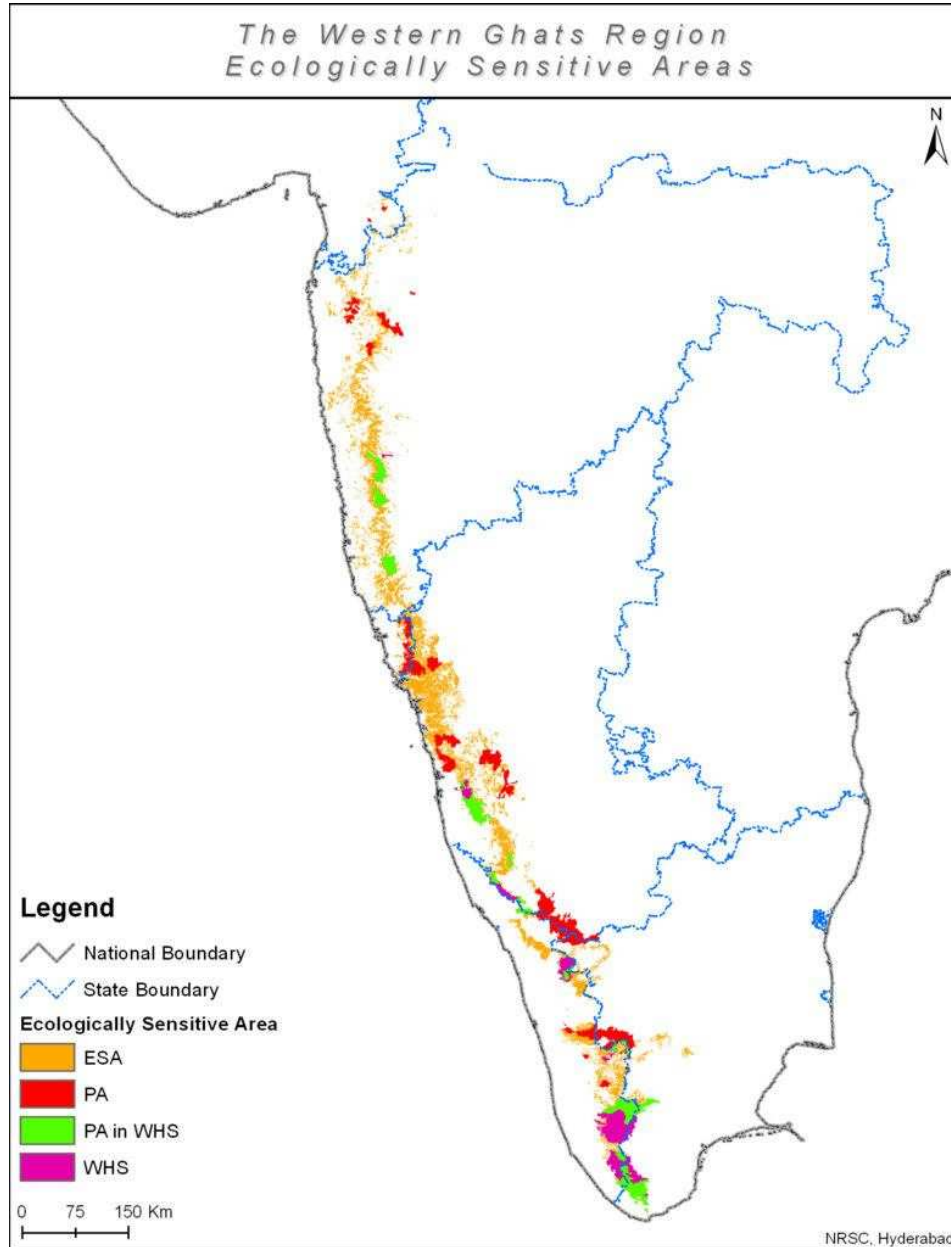 The Western Ghats Region
Ecologically Sensitive Areas
N
Legend
National Boundary
State Boundary
Ecologically Sensitive Area
ESA
PA
PA in WHS
WHS
0 75 150 Km
NRSC, Hyderabad